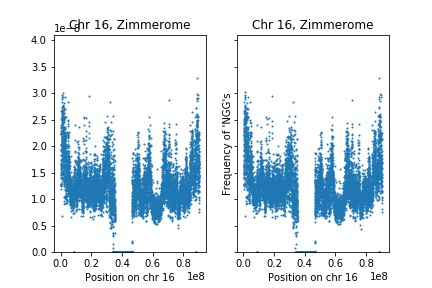 Chr 16, Zimmerome
Chr 16, Zimmerome
4.0
3.5
3.0
2.5
2.0
1.5
1.0
0.5
0.0
Frequency of 'NGG's
0.0 0.2 0.4 0.6 0.8
1e8
Position on chr 16
0.0 0.2 0.4 0.6 0.8
1e8
Position on chr 16